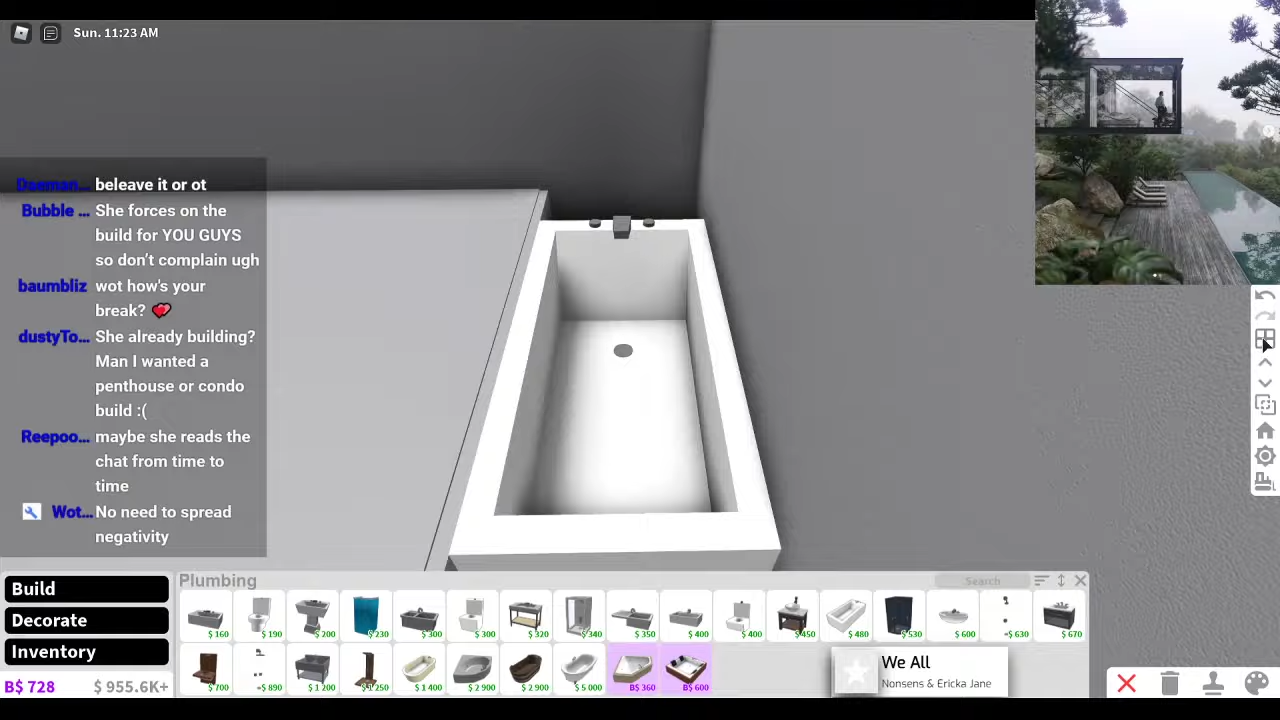 Sun. 11:23 AM
Daeman... beleave it or ot
Bubble ... She forces on the
build for YOU GUYS
so don't complain ugh
baumbliz wot how's your
break?
dustyTo... She already building?
Man I wanted a
penthouse or condo
build :(
Reepoo... maybe she reads the
chat from time to
time
Wot... No need to spread
negativity
Build
Decorate
Inventory
B$ 728 $ 955.6K+
Plumbing
Search
$ 160 $ 190 $ 200 $ 230 $ 300 $ 300 $ 320 $ 340 $ 350 $ 400 $ 400 $ 450 $ 480 $ 530 $ 600 $ 630 $ 670
$ 700 $ 890 $ 1 200 $ 1 250 $ 1 400 $ 2 900 $ 2 900 $ 5 000 B$ 360 B$ 600
We All
Nonsens & Ericka Jane